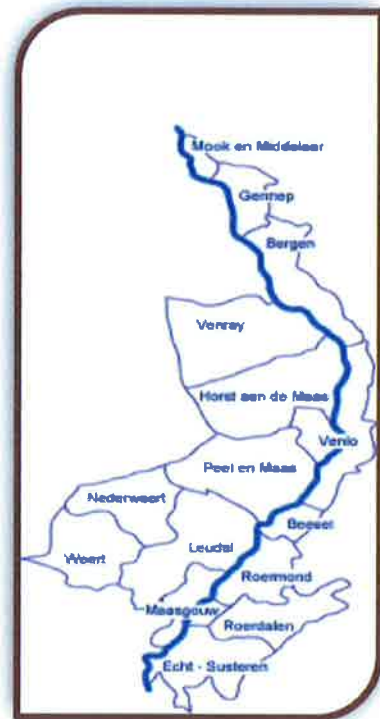 Mook en Middelaar
Gennep
Bergen
Venray
Horst aan de Maas
Venlo
Peel en Maas
Nederweert
Beesel
Weert
Leudal
Roermond
Maasgouw
Roerdalen
Echt - Susteren